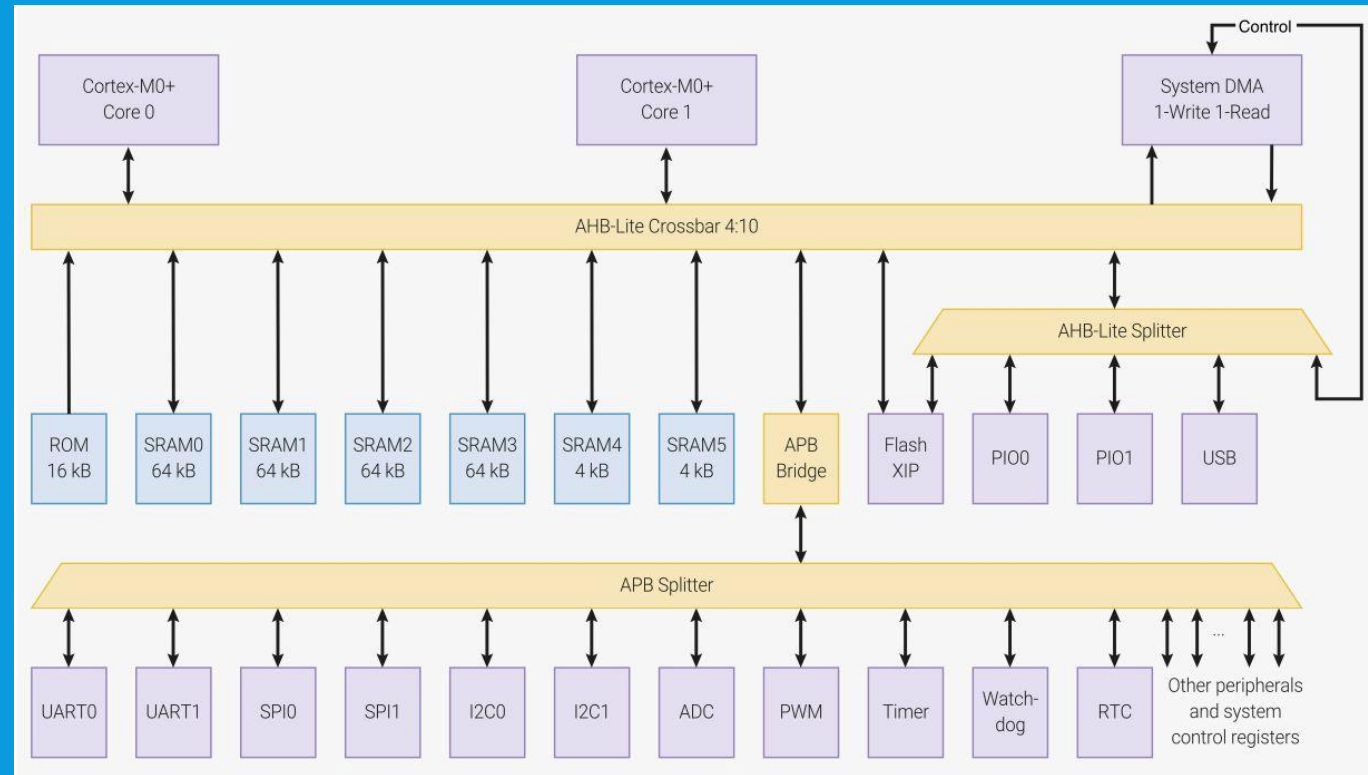 Control
Cortex-M0+
Core 0
Cortex-M0+
Core 1
System DMA
1-Write 1-Read
AHB-Lite Crossbar 4:10
AHB-Lite Splitter
ROM
16 kB
SRAM0
64 kB
SRAM1
64 kB
SRAM2
64 kB
SRAM3
64 kB
SRAM4
4 kB
SRAM5
4 kB
APB
Bridge
Flash
XIP
PIO0
PIO1
USB
APB Splitter
UART0
UART1
SPI0
SPI1
I2C0
I2C1
ADC
PWM
Timer
Watch-
dog
RTC
...
Other peripherals
and system
control registers